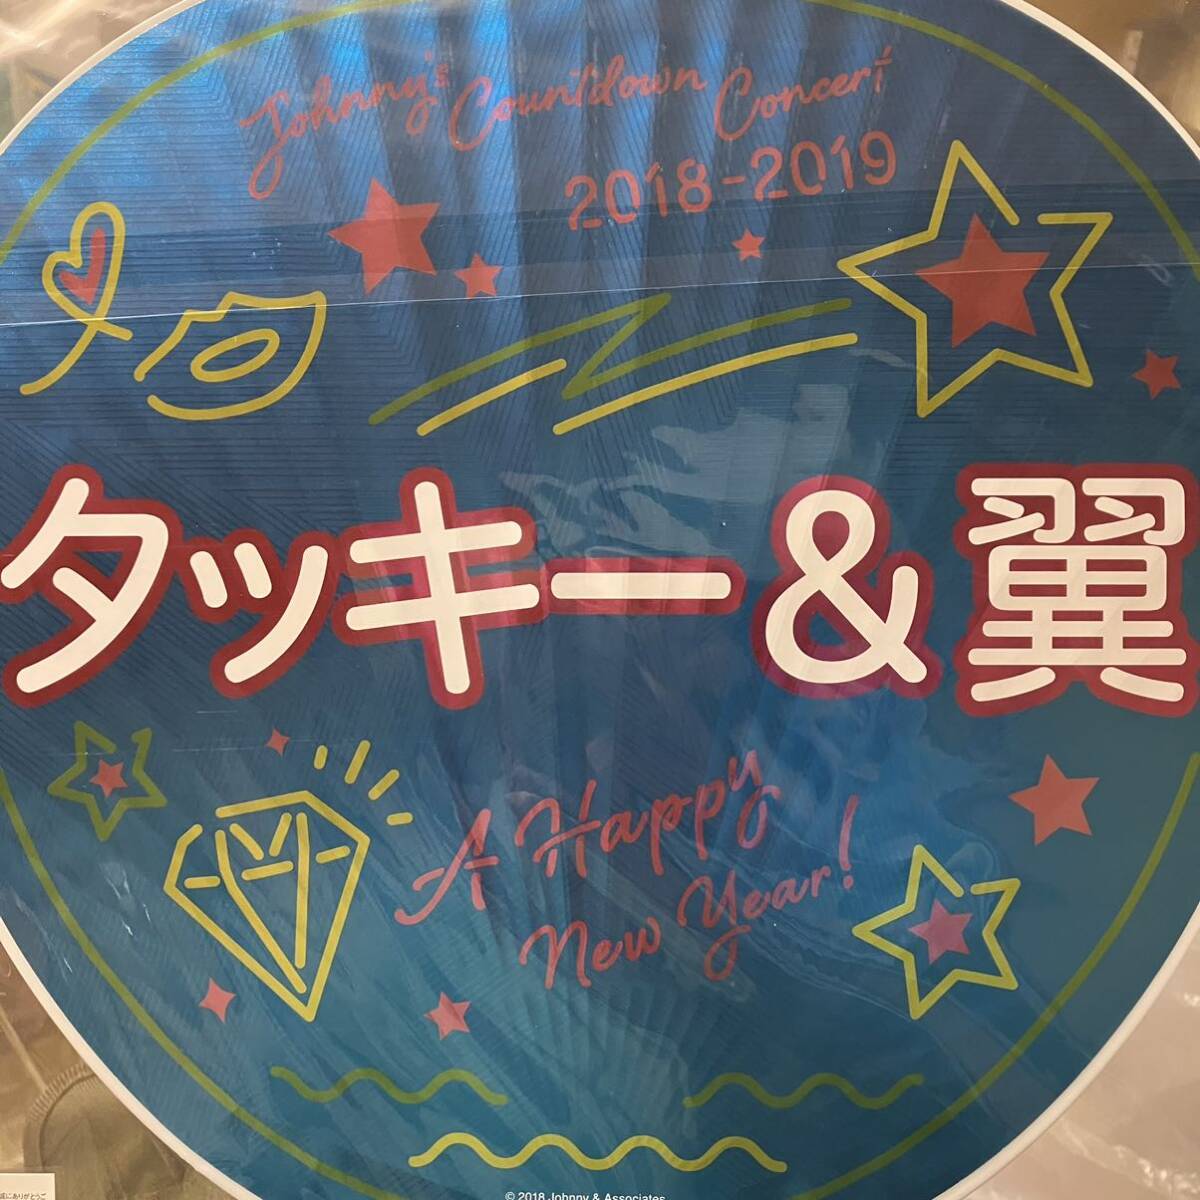 Johnny's Countdown Concert
2018-2019
タッキー&翼
A Happy
New Year!
© 2018 Johnny & Associates